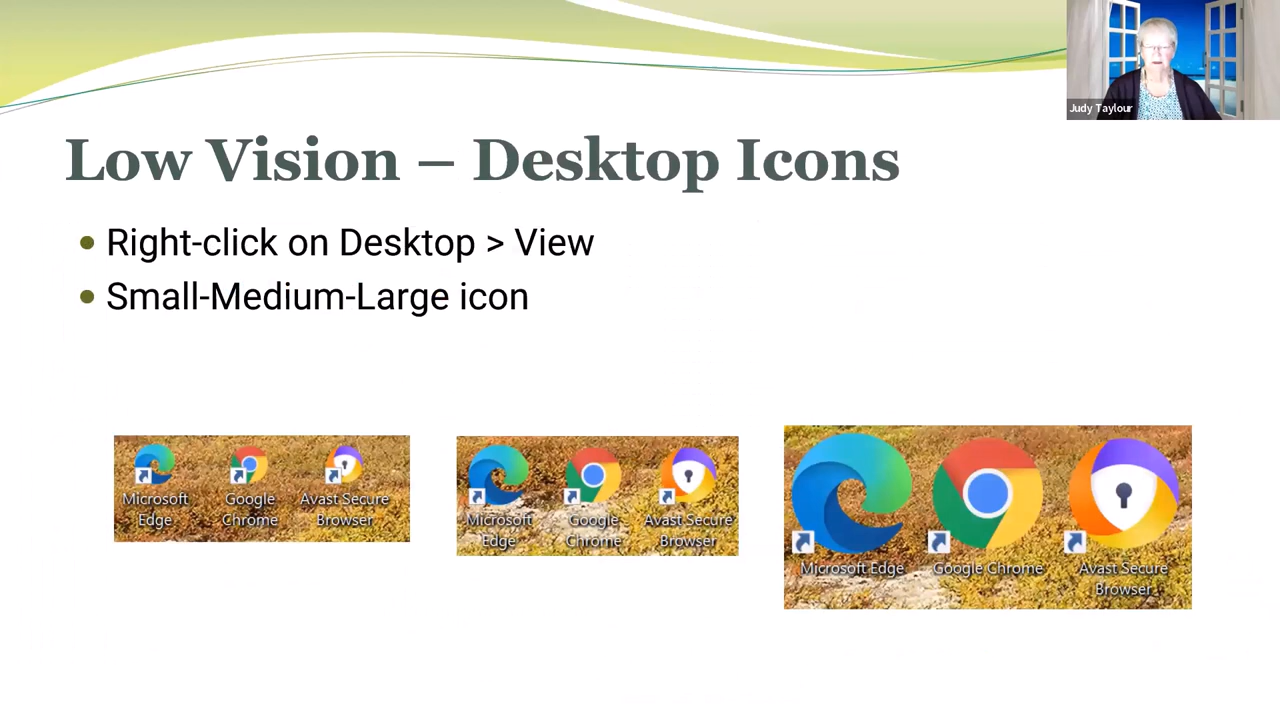 Judy Taylour
Low Vision – Desktop Icons
Right-click on Desktop > View
Small-Medium-Large icon
Microsoft Edge
Google Chrome
Avast Secure Browser
Microsoft Edge
Google Chrome
Avast Secure Browser
Microsoft Edge
Google Chrome
Avast Secure Browser